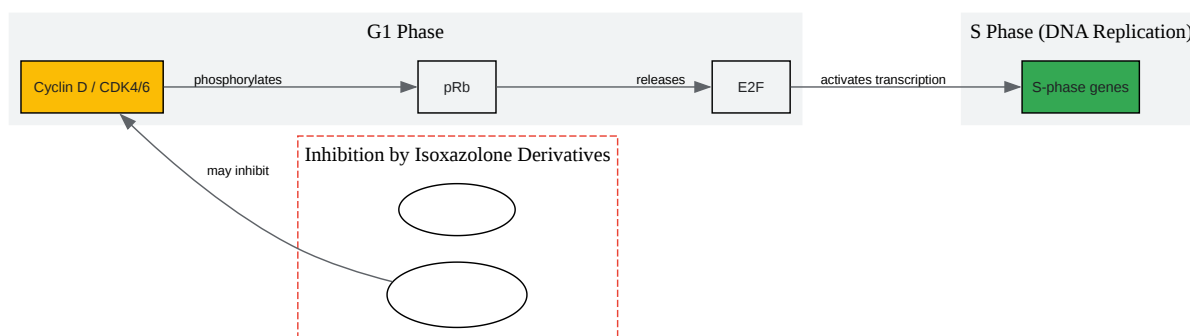 G1 Phase
S Phase (DNA Replication)
Cyclin D / CDK4/6
phosphorylates
pRb
releases
E2F
activates transcription
S-phase genes
Inhibition by Isoxazolone Derivatives
may inhibit